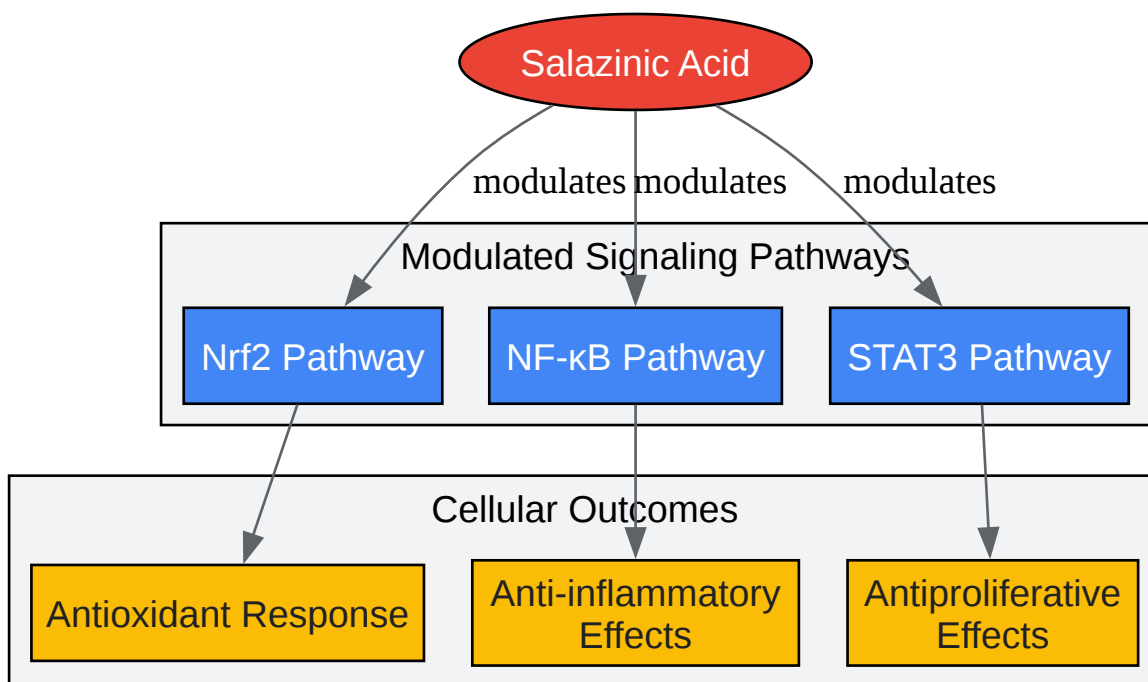 Salazinic Acid
modulates modulates modulates
Modulated Signaling Pathways
Nrf2 Pathway
NF-κB Pathway
STAT3 Pathway
Cellular Outcomes
Antioxidant Response
Anti-inflammatory
Effects
Antiproliferative
Effects